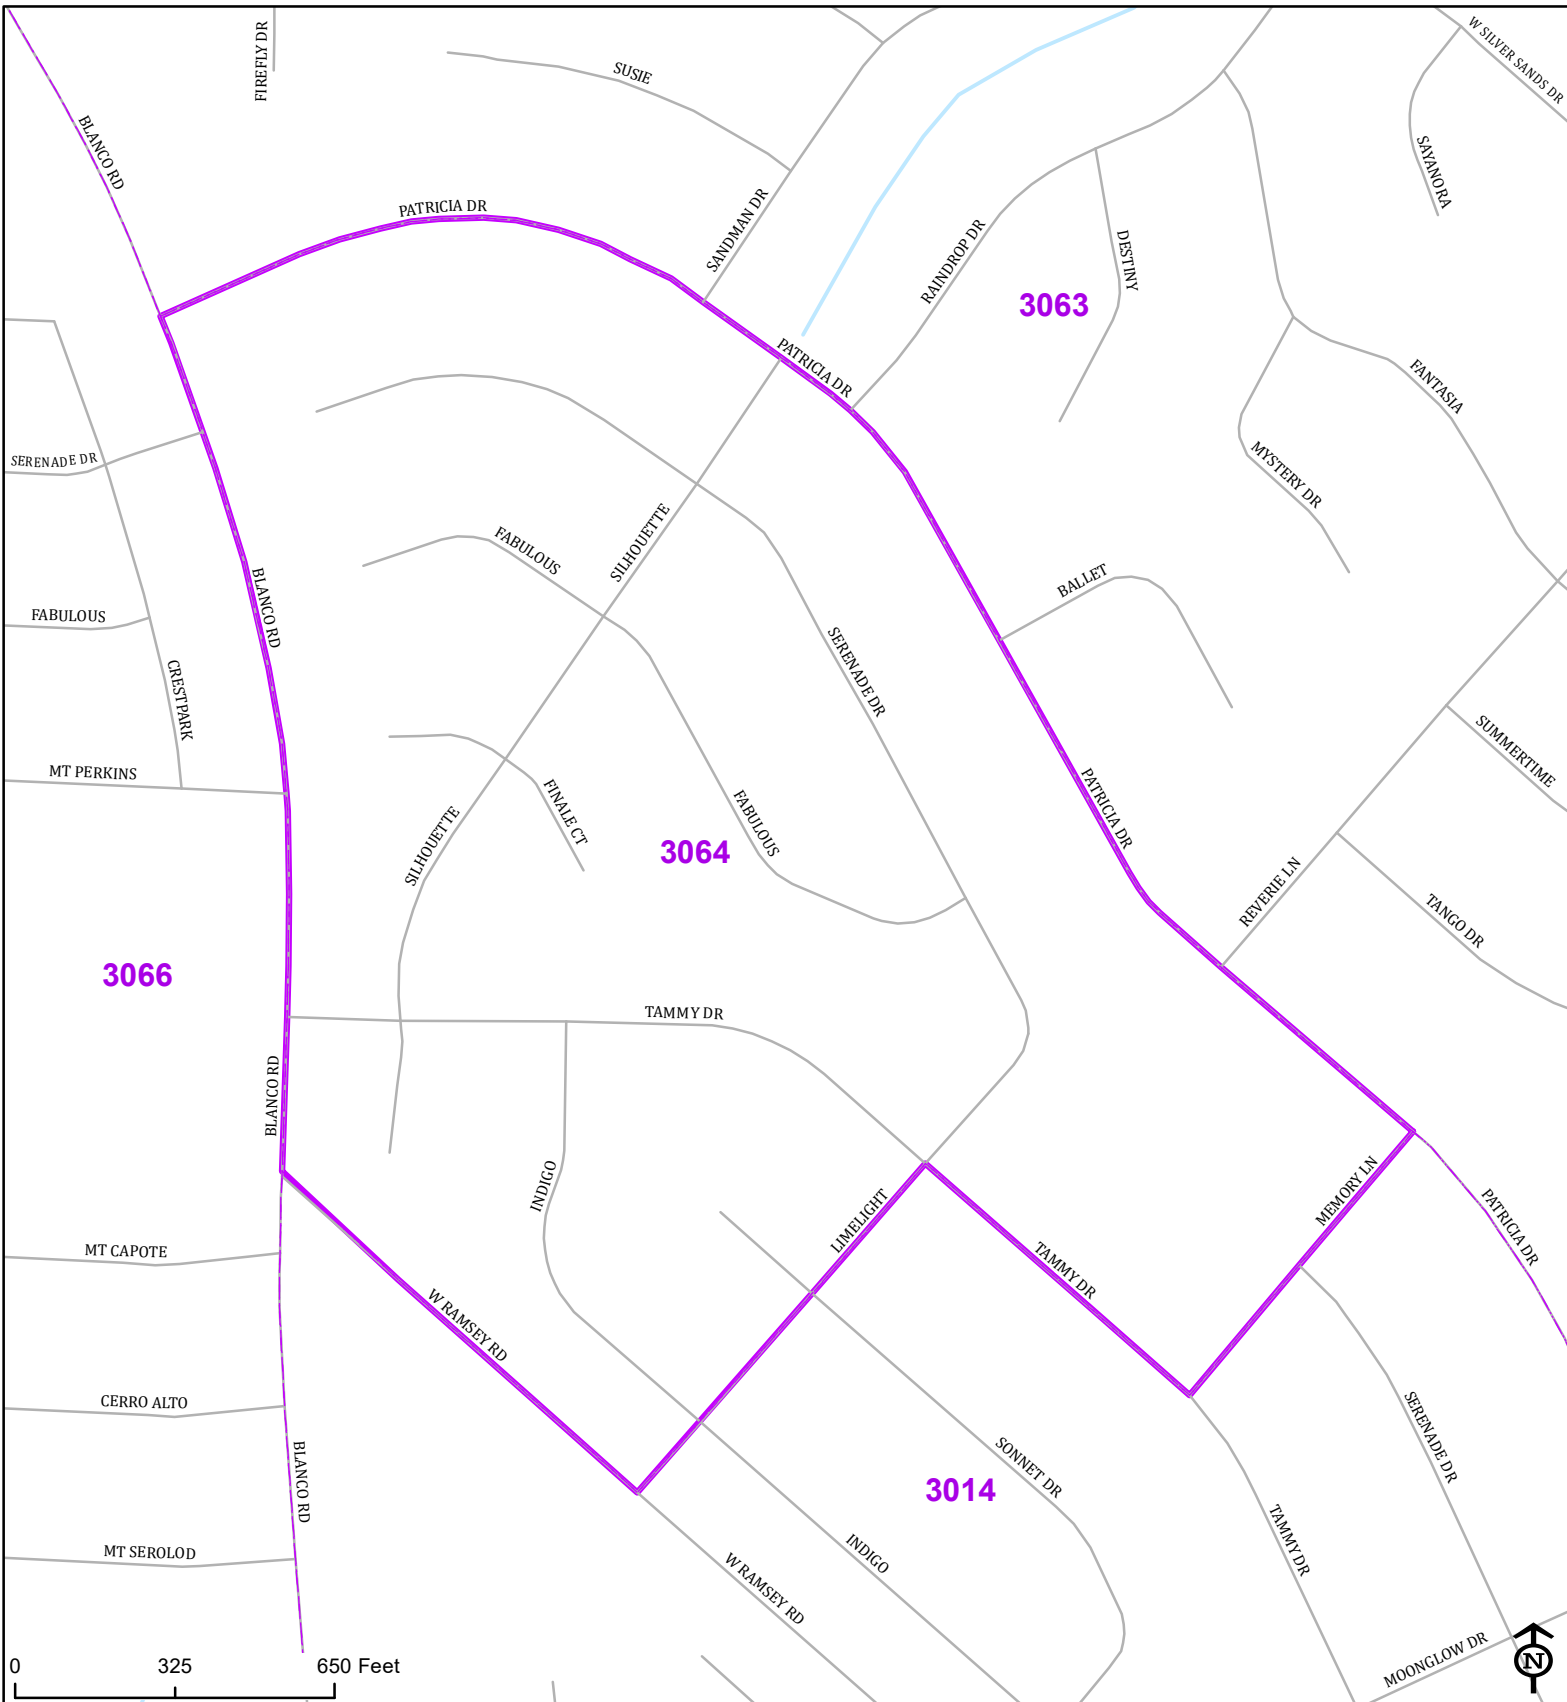 FIREFLY DR
SUSIE
W SILVER SANDS DR
BLANCO RD
SAYANORA
PATRICIA DR
SANDMAN DR
RAINDROP DR
DESTINY
3063
PATRICIA DR
FANTASIA
SERENADE DR
MYSTERY DR
SILHOUETTE
FABULOUS
BALLET
BLANCO RD
FABULOUS
SERENADE DR
CRESTPARK
SUMMERTIME
MT PERKINS
FINALE CT
FABULOUS
PATRICIA DR
SILHOUETTE
3064
REVERIE LN
TANGO DR
3066
TAMMY DR
BLANCO RD
INDIGO
LIMELIGHT
MEMORY LN
PATRICIA DR
MT CAPOTE
TAMMY DR
W RAMSEY RD
CERRO ALTO
SERENADE DR
BLANCO RD
SONNET DR
3014
TAMMY DR
MT SEROLOD
INDIGO
W RAMSEY RD
MOONGLOW DR
0 325 650 Feet
N